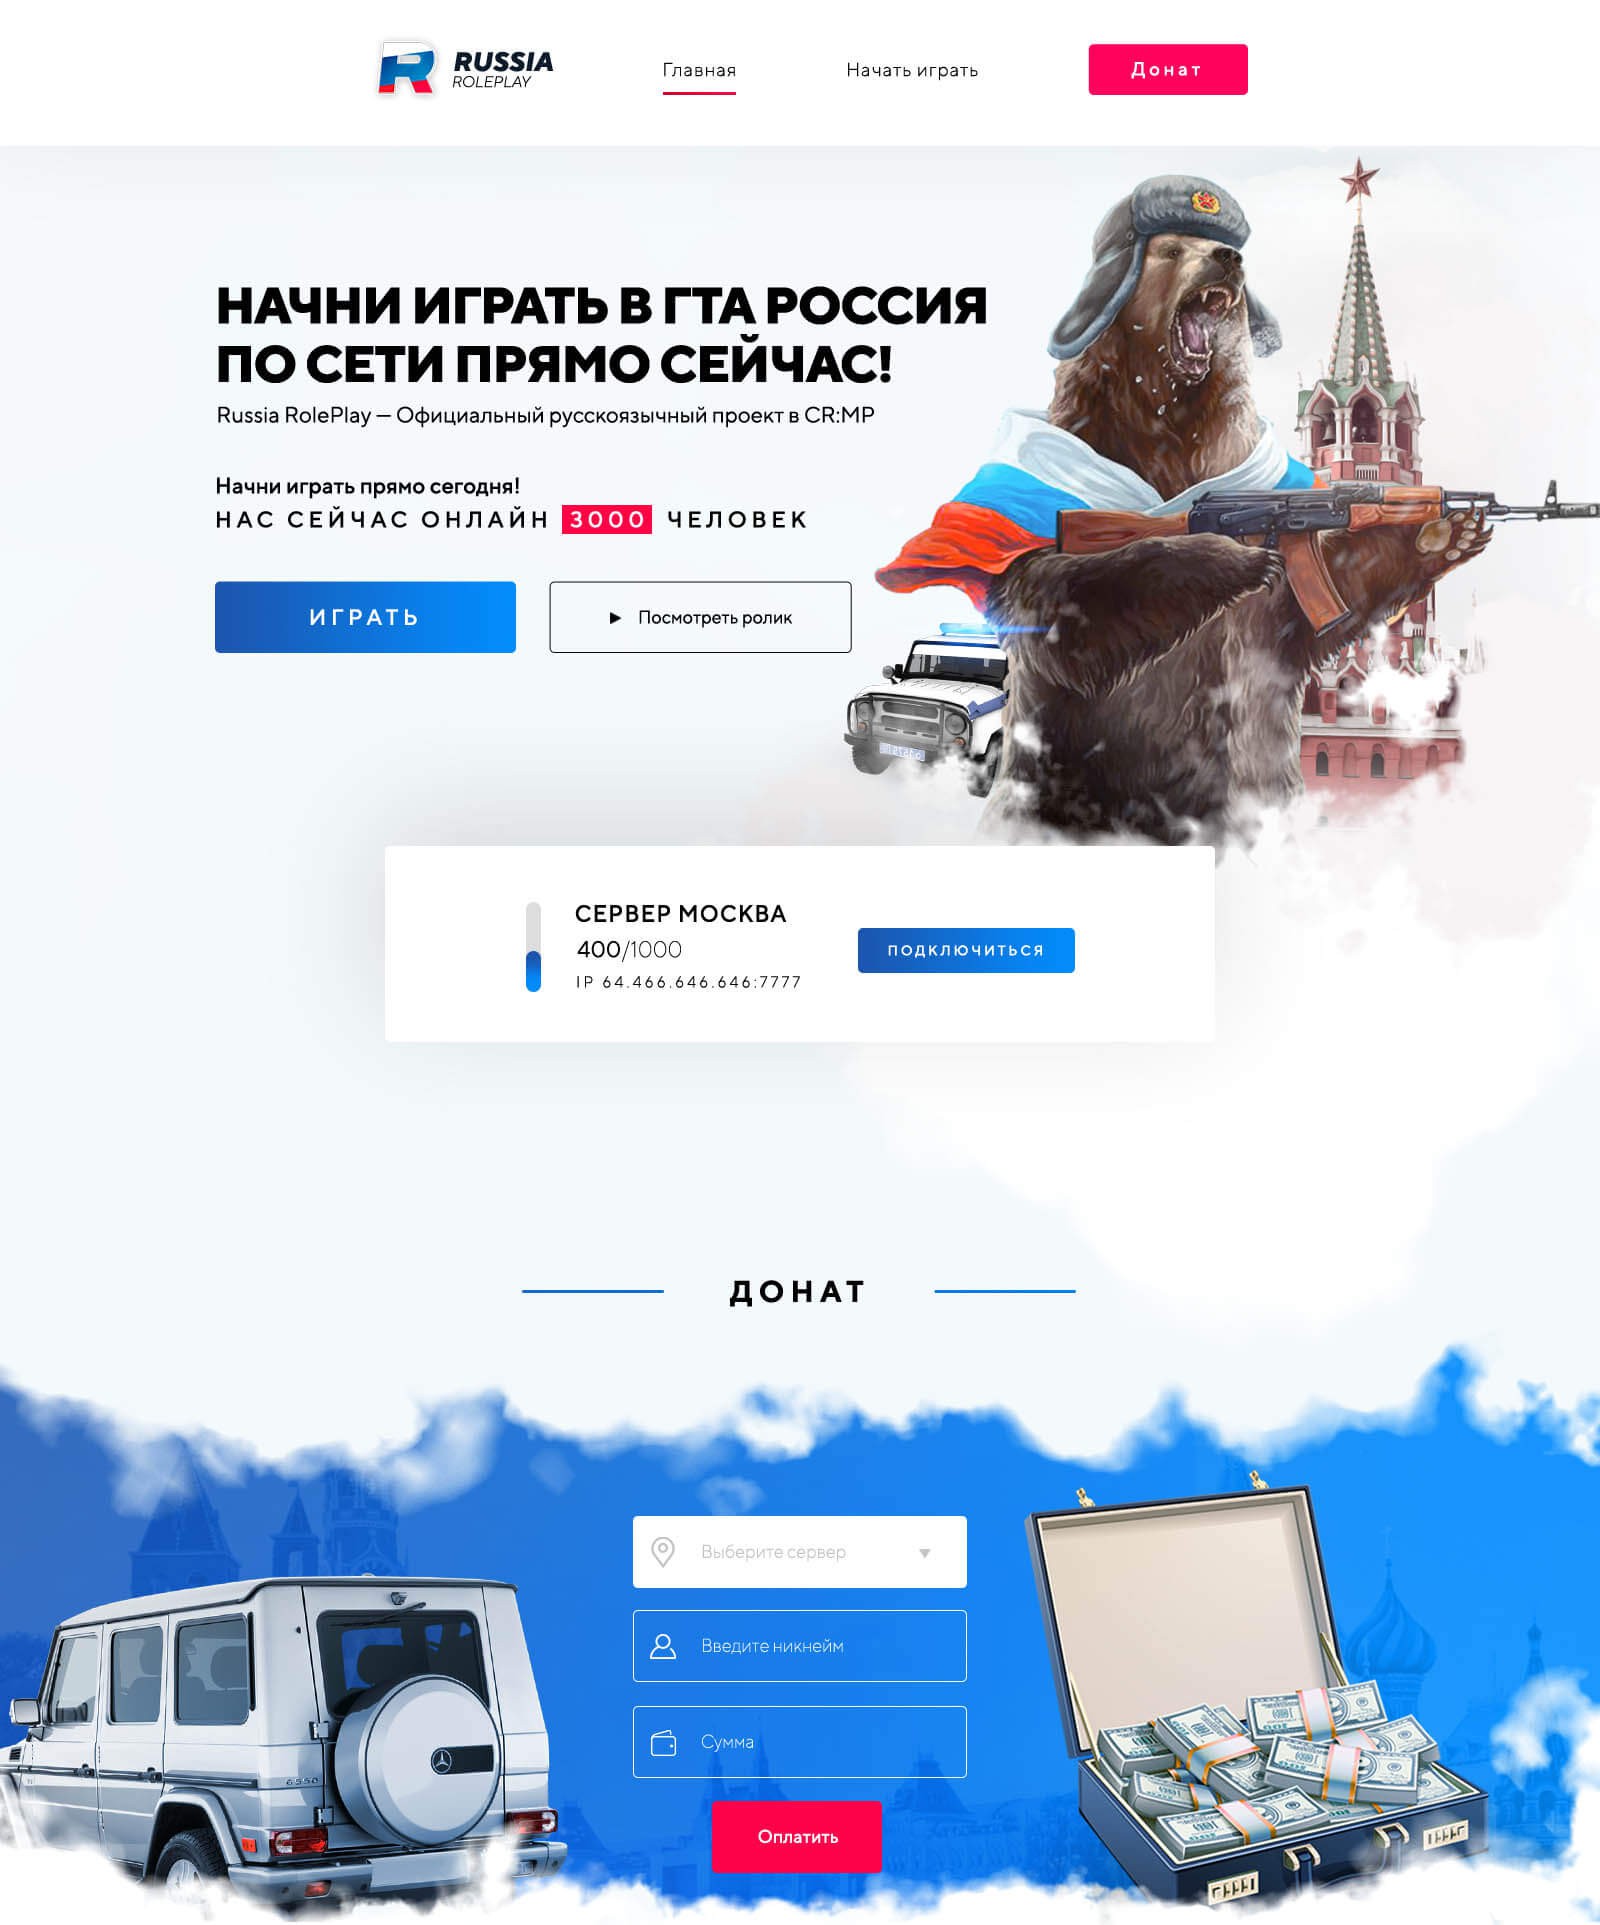 RUSSIA
ROLEPLAY
Главная
Начать играть
Донат
НАЧНИ ИГРАТЬ В ГТА РОССИЯ
ПО СЕТИ ПРЯМО СЕЙЧАС!
Russia RolePlay — Официальный русскоязычный проект в CR:MP
Начни играть прямо сегодня!
НАС СЕЙЧАС ОНЛАЙН 3000 ЧЕЛОВЕК
ИГРАТЬ
Посмотреть ролик
СЕРВЕР МОСКВА
400/1000
IP 64.466.646.646:7777
ПОДКЛЮЧИТЬСЯ
ДОНАТ
Выберите сервер
Введите никнейм
Сумма
Оплатить